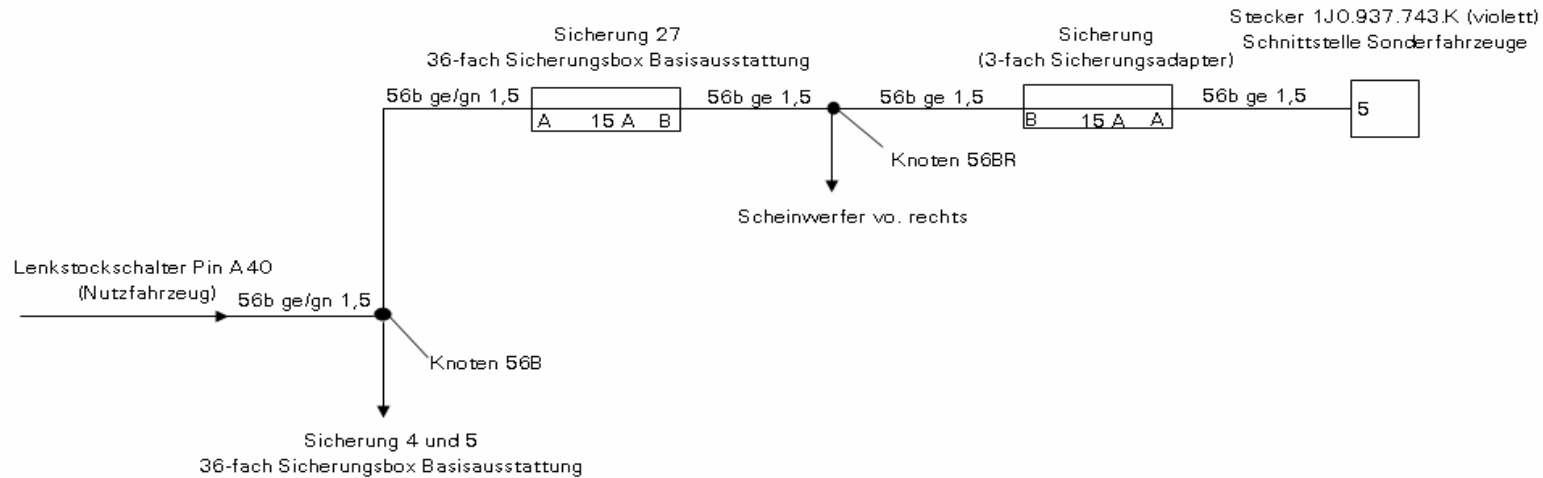 Stecker 1J0.937.743.K (violett)
Schnittstelle Sonderfahrzeuge
Sicherung 27
36-fach Sicherungsbox Basisausstattung
Sicherung
(3-fach Sicherungsadapter)
56b ge/gn 1,5
56b ge 1,5
56b ge 1,5
56b ge 1,5
A 15 A B
B 15 A A
5
Knoten 56BR
Scheinwerfer vo. rechts
Lenkstockschalter Pin A40
(Nutzfahrzeug)
56b ge/gn 1,5
Knoten 56B
Sicherung 4 und 5
36-fach Sicherungsbox Basisausstattung